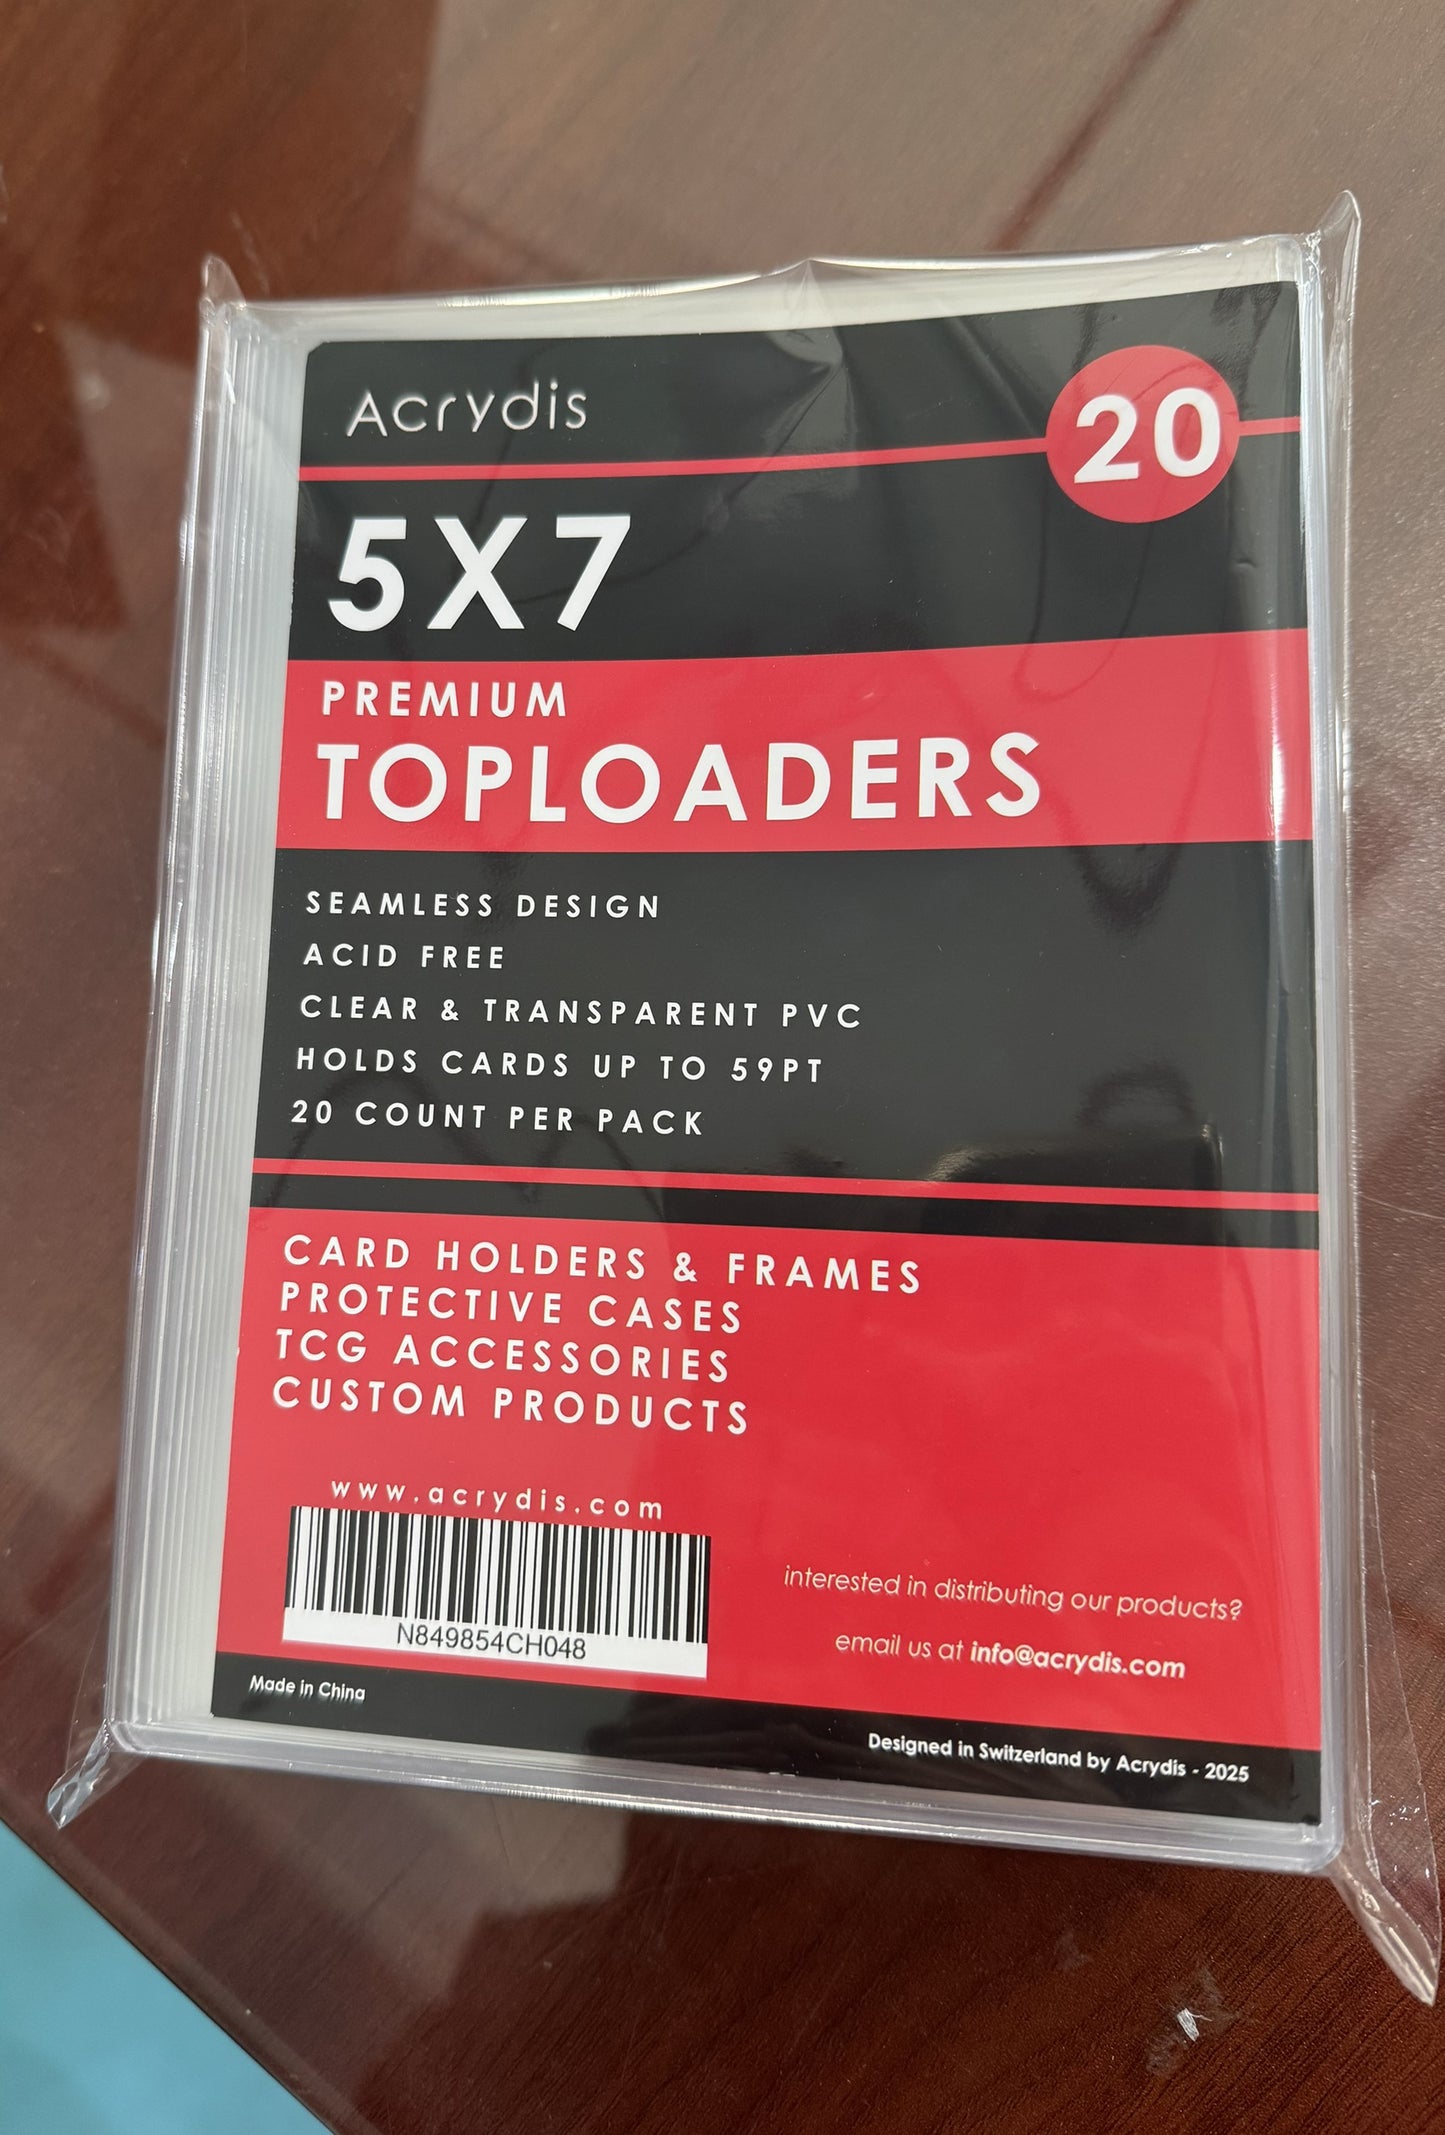 Acrydis
20
5X7
PREMIUM
TOPLOADERS
SEAMLESS DESIGN
ACID FREE
CLEAR & TRANSPARENT PVC
HOLDS CARDS UP TO 59PT
20 COUNT PER PACK
CARD HOLDERS & FRAMES
PROTECTIVE CASES
TCG ACCESSORIES
CUSTOM PRODUCTS
www.acrydis.com
N849854CH048
interested in distributing our products?
email us at info@acrydis.com
Made in China
Designed in Switzerland by Acrydis - 2025